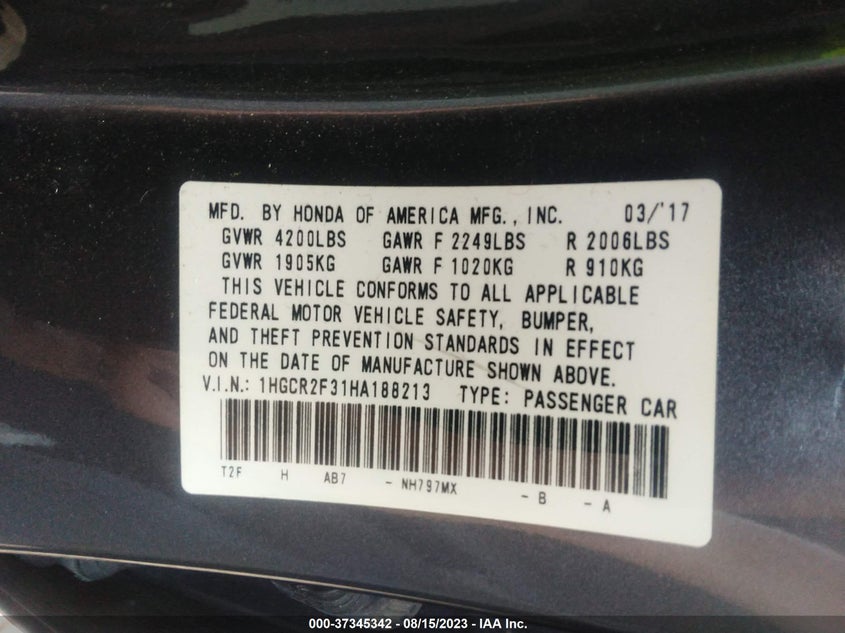 MFD. BY HONDA OF AMERICA MFG., INC. 03/'17
GVWR 4200LBS GAWR F 2249LBS R 2006LBS
GVWR 1905KG GAWR F 1020KG R 910KG
THIS VEHICLE CONFORMS TO ALL APPLICABLE
FEDERAL MOTOR VEHICLE SAFETY, BUMPER,
AND THEFT PREVENTION STANDARDS IN EFFECT
ON THE DATE OF MANUFACTURE SHOWN ABOVE.
V.I.N.: 1HGCR2F31HA188213 TYPE: PASSENGER CAR
T2F H AB7 - NH797MX - B - A
000-37345342 - 08/15/2023 - IAA Inc.